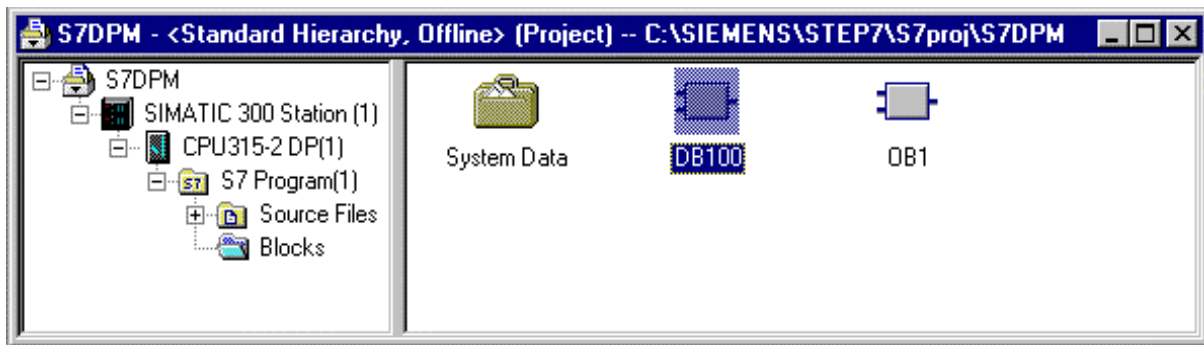 S7DPM - <Standard Hierarchy, Offline> (Project) -- C:\SIEMENS\STEP7\S7proj\S7DPM
S7DPM
SIMATIC 300 Station (1)
CPU315-2 DP(1)
S7 Program(1)
Source Files
Blocks
System Data
DB100
OB1